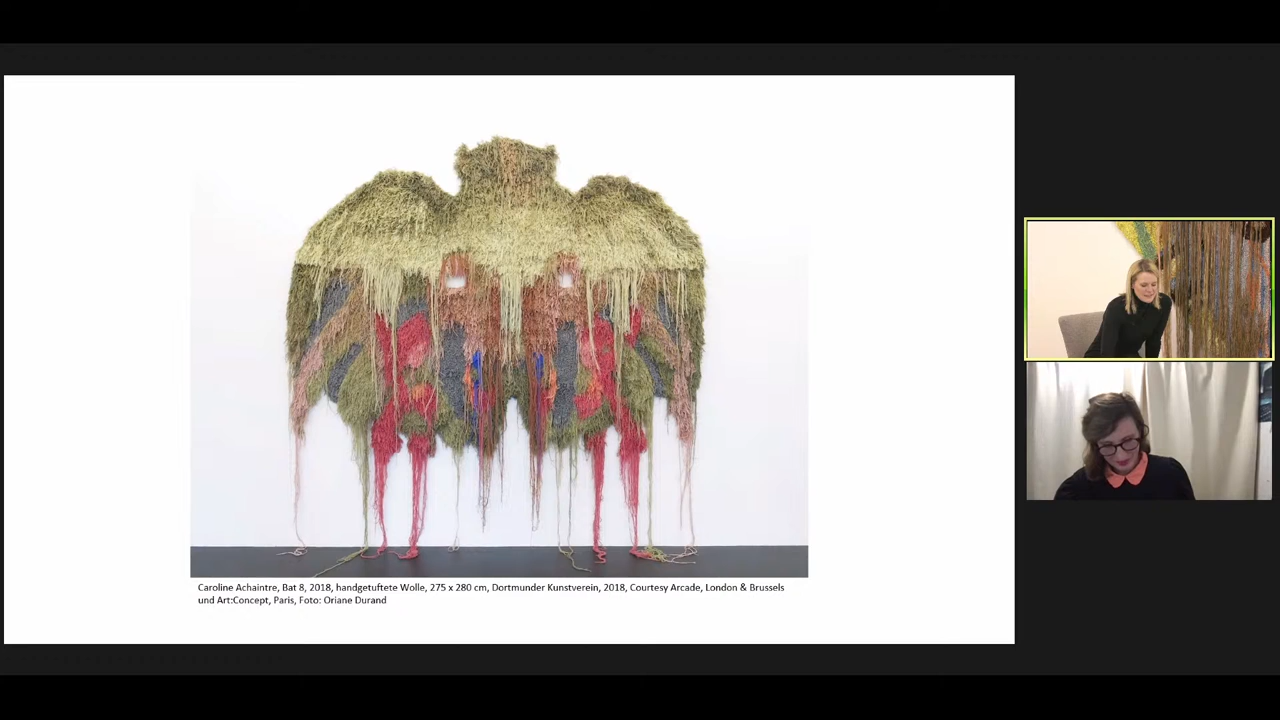 Caroline Achaintre, Bat 8, 2018, handgetuftete Wolle, 275 x 280 cm, Dortmunder Kunstverein, 2018, Courtesy Arcade, London & Brussels
und Art:Concept, Paris, Foto: Oriane Durand